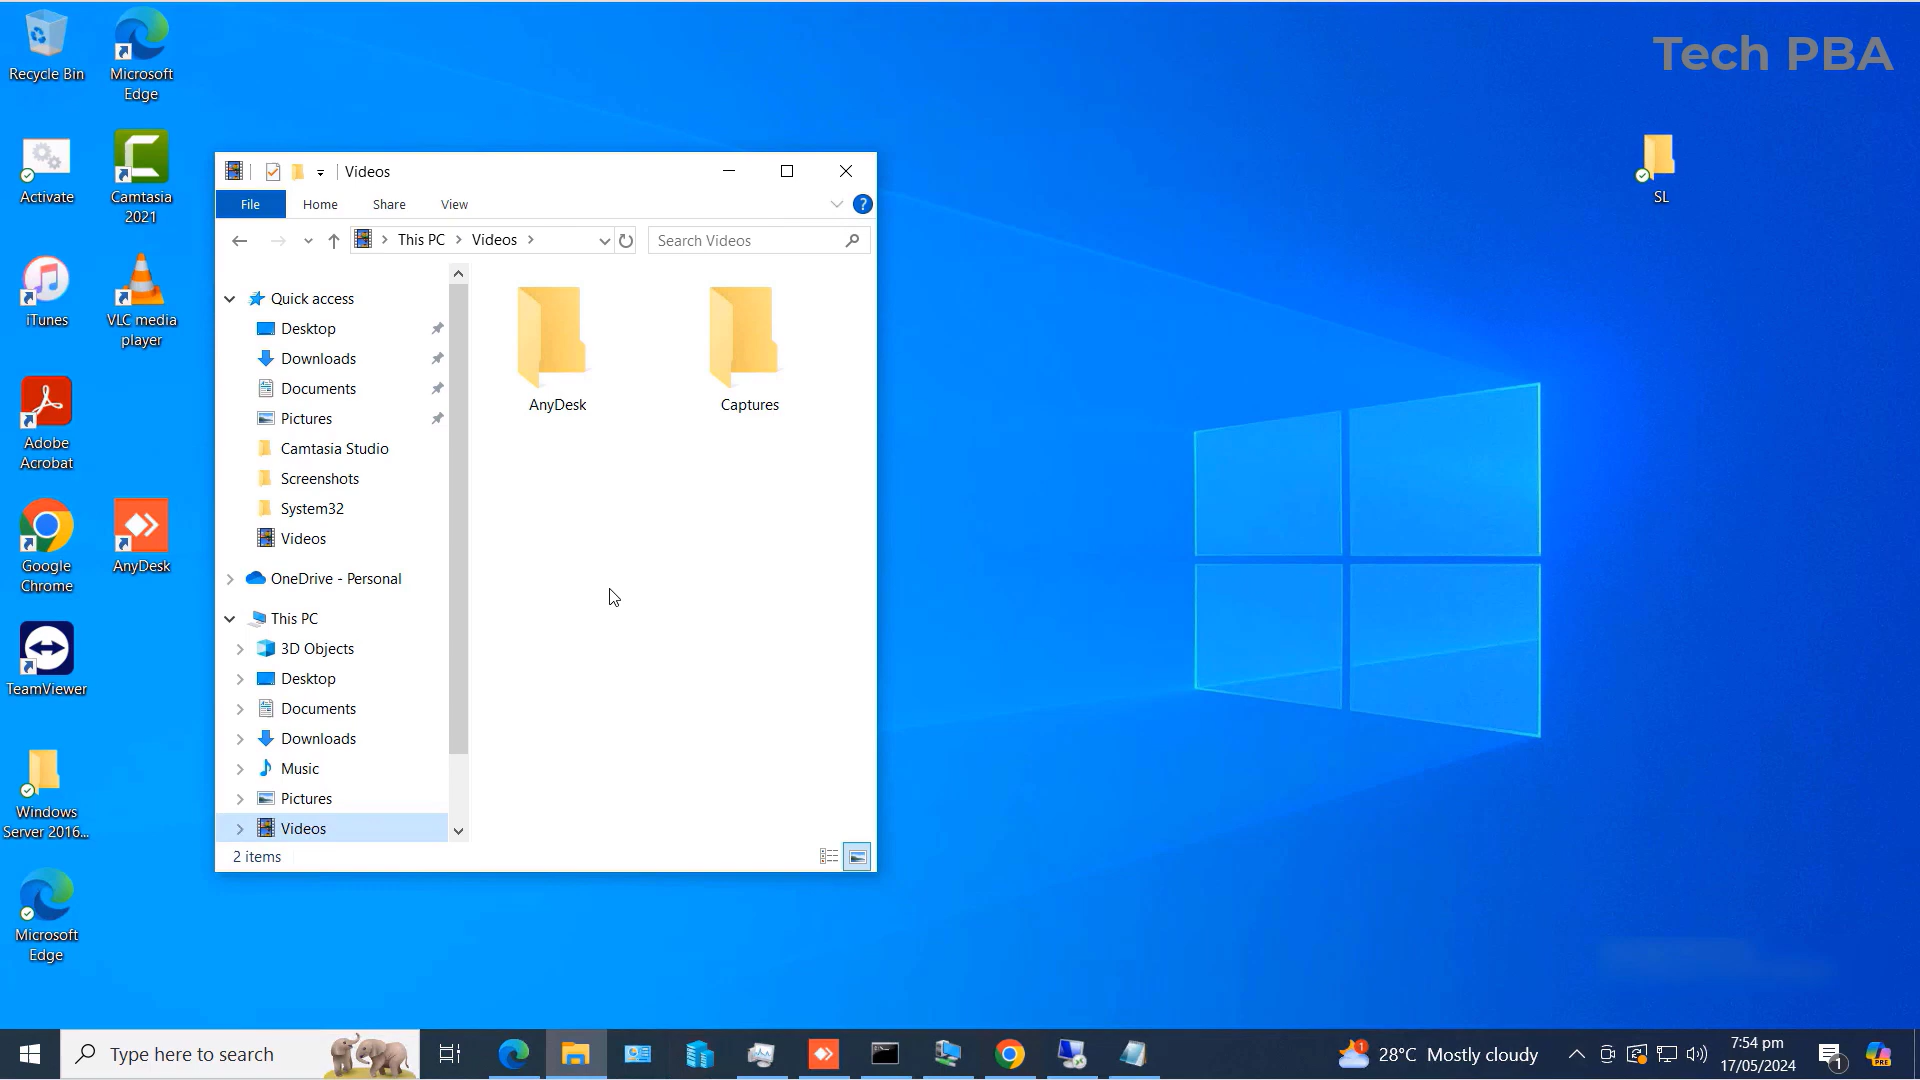 Tech PBA
Recycle Bin
Microsoft
Edge
Activate
Camtasia
2021
iTunes
VLC media
player
Adobe
Acrobat
Google
Chrome
AnyDesk
TeamViewer
Windows
Server 2016...
Microsoft
Edge
SL
Videos
File
Home
Share
View
?
This PC
Videos
Search Videos
Quick access
Desktop
Downloads
Documents
Pictures
Camtasia Studio
Screenshots
System32
Videos
OneDrive - Personal
This PC
3D Objects
Desktop
Documents
Downloads
Music
Pictures
Videos
AnyDesk
Captures
2 items
Type here to search
1
28°C Mostly cloudy
7:54 pm
17/05/2024
1
PRE